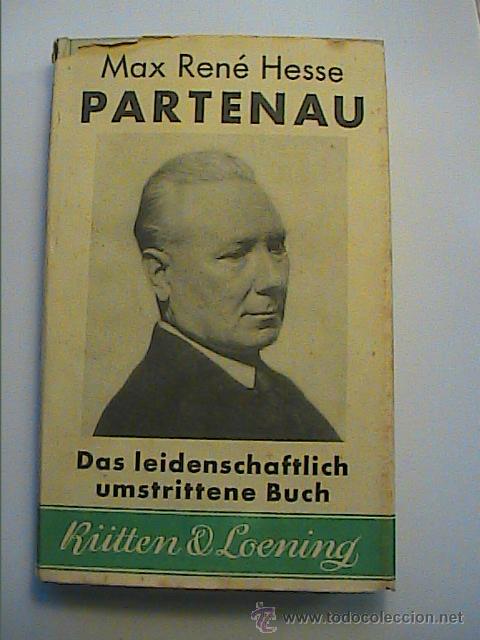 Max René Hesse
PARTENAU
Das leidenschaftlich
umstrittene Buch
Rütten & Loening
www.todocoleccion.net